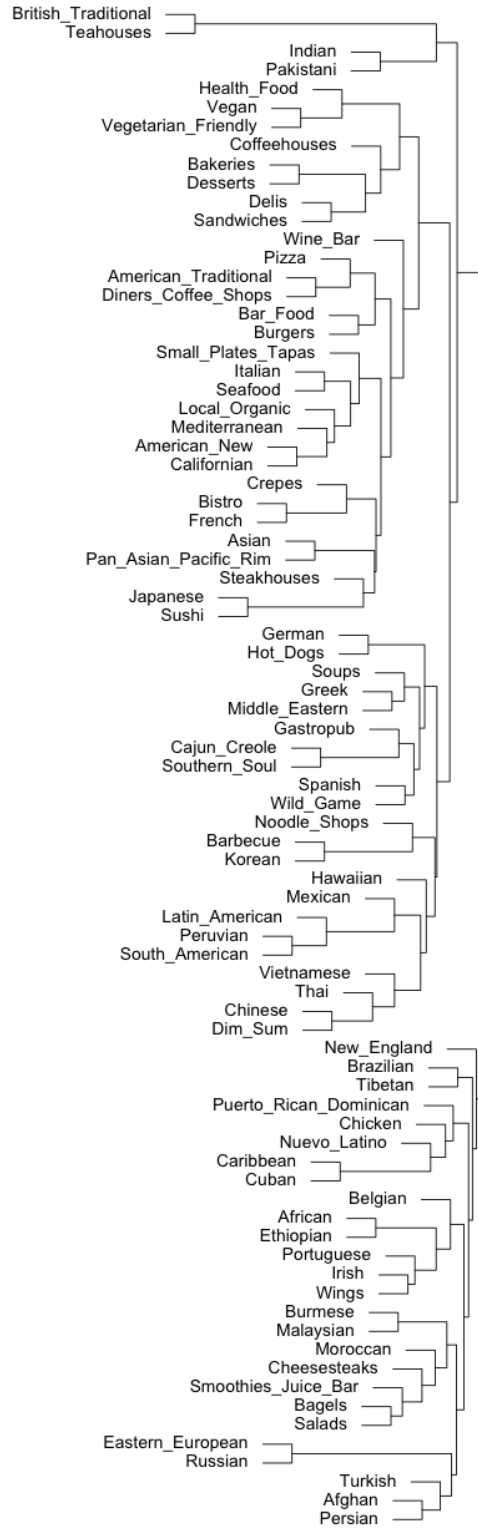 British_Traditional
Teahouses
Indian
Pakistani
Health_Food
Vegan
Vegetarian_Friendly
Coffeehouses
Bakeries
Desserts
Delis
Sandwiches
Wine_Bar
Pizza
American_Traditional
Diners_Coffee_Shops
Bar_Food
Burgers
Small_Plates_Tapas
Italian
Seafood
Local_Organic
Mediterranean
American_New
Californian
Crepes
Bistro
French
Asian
Pan_Asian_Pacific_Rim
Steakhouses
Japanese
Sushi
German
Hot_Dogs
Soups
Greek
Middle_Eastern
Gastropub
Cajun_Creole
Southern_Soul
Spanish
Wild_Game
Noodle_Shops
Barbecue
Korean
Hawaiian
Mexican
Latin_American
Peruvian
South_American
Vietnamese
Thai
Chinese
Dim_Sum
New_England
Brazilian
Tibetan
Puerto_Rican_Dominican
Chicken
Nuevo_Latino
Caribbean
Cuban
Belgian
African
Ethiopian
Portuguese
Irish
Wings
Burmese
Malaysian
Moroccan
Cheesesteaks
Smoothies_Juice_Bar
Bagels
Salads
Eastern_European
Russian
Turkish
Afghan
Persian